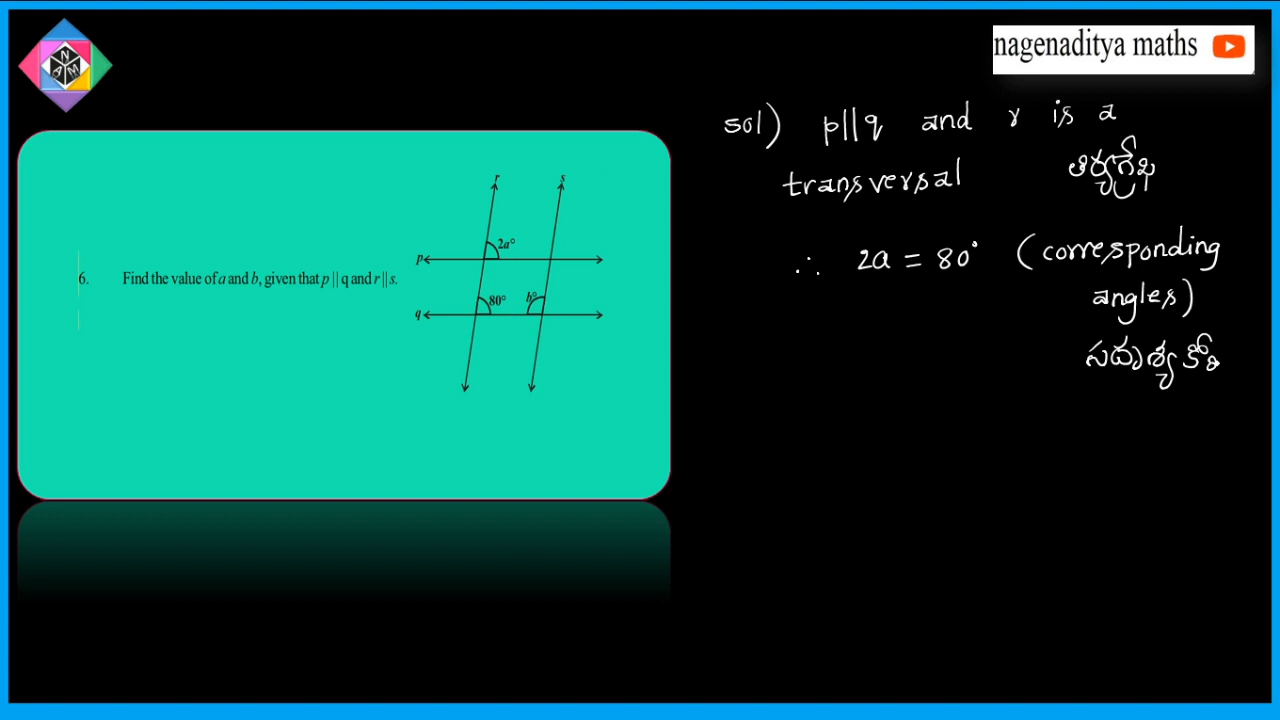 N
A M
nagenaditya maths
6. Find the value of a and b, given that p || q and r || s.
r s
2a°
p
80° b°
q
sol) p||q and r is a
transversal తిర్యగ్రేఖ
∴ 2a = 80° (corresponding
angles)
సదృశ్య